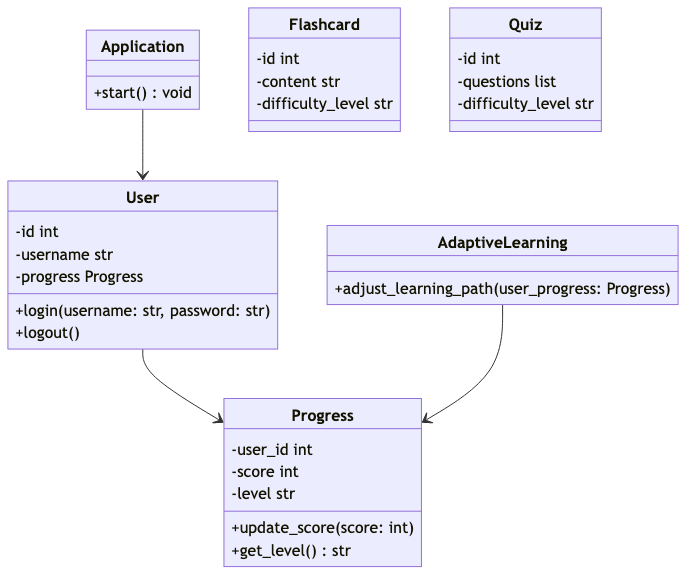 Application
+start() : void
Flashcard
-id int
-content str
-difficulty_level str
Quiz
-id int
-questions list
-difficulty_level str
User
-id int
-username str
-progress Progress
+login(username: str, password: str)
+logout()
AdaptiveLearning
+adjust_learning_path(user_progress: Progress)
Progress
-user_id int
-score int
-level str
+update_score(score: int)
+get_level() : str